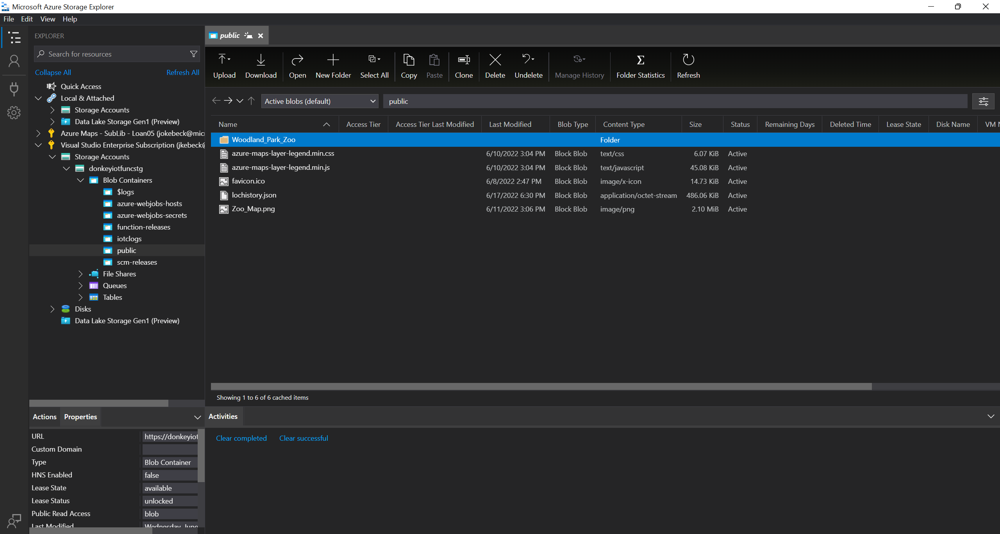 Microsoft Azure Storage Explorer
File Edit View Help
EXPLORER
Search for resources
Collapse All Refresh All
Quick Access
Local & Attached
Storage Accounts
Data Lake Storage Gen1 (Preview)
Azure Maps - SubLib - Loan05 (jokebeck@mic
Visual Studio Enterprise Subscription (jkebeck@
Storage Accounts
donkeyiotfuncstg
Blob Containers
$logs
azure-webjobs-hosts
azure-webjobs-secrets
function-releases
iotclogs
public
scm-releases
File Shares
Queues
Tables
Disks
Data Lake Storage Gen1 (Preview)
Actions Properties
URL https://donkeyiot
Custom Domain
Type Blob Container
HNS Enabled false
Lease State available
Lease Status unlocked
Public Read Access blob
Last Modified Wednesday, June
public
Upload Download Open New Folder Select All Copy Paste Clone Delete Undelete Manage History Folder Statistics Refresh
Active blobs (default) public
Name Access Tier Access Tier Last Modified Last Modified Blob Type Content Type Size Status Remaining Days Deleted Time Lease State Disk Name VM
Woodland_Park_Zoo Folder
azure-maps-layer-legend.min.css 6/10/2022 3:04 PM Block Blob text/css 6.07 KiB Active
azure-maps-layer-legend.min.js 6/10/2022 3:04 PM Block Blob text/javascript 45.08 KiB Active
favicon.ico 6/8/2022 2:47 PM Block Blob image/x-icon 14.73 KiB Active
lochistory.json 6/17/2022 6:30 PM Block Blob application/octet-stream 486.06 KiB Active
Zoo_Map.png 6/11/2022 3:06 PM Block Blob image/png 2.10 MiB Active
Showing 1 to 6 of 6 cached items
Activities
Clear completed Clear successful